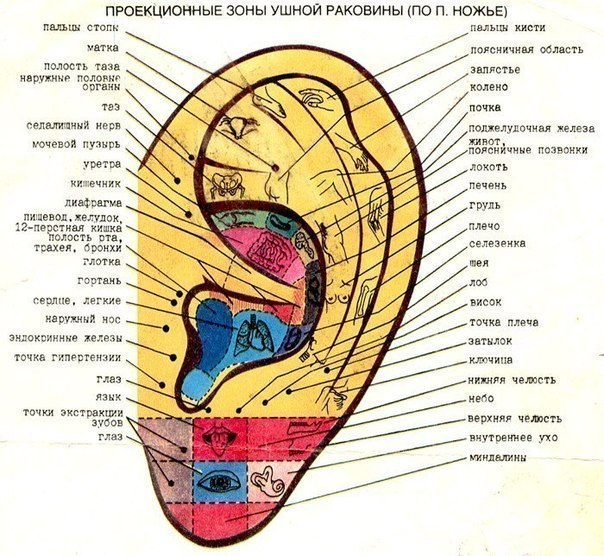 ПРОЕКЦИОННЫЕ ЗОНЫ УШНОЙ РАКОВИНЫ (ПО П. НОЖЬЕ)
пальцы стопы
матка
полость таза
наружные половые
органы
таз
седалищный нерв
мочевой пузырь
уретра
кишечник
диафрагма
пищевод, желудок,
12-перстная кишка
полость рта,
трахея, бронхи
глотка
гортань
сердце, легкие
наружный нос
эндокринные железы
точка гипертензии
глаз
язык
точки экстракции
зубов
глаз
пальцы кисти
поясничная область
запястье
колено
почка
поджелудочная железа
живот,
поясничные позвонки
локоть
печень
грудь
плечо
селезенка
шея
лоб
висок
точка плеча
затылок
ключица
нижняя челюсть
небо
верхняя челюсть
внутреннее ухо
миндалины